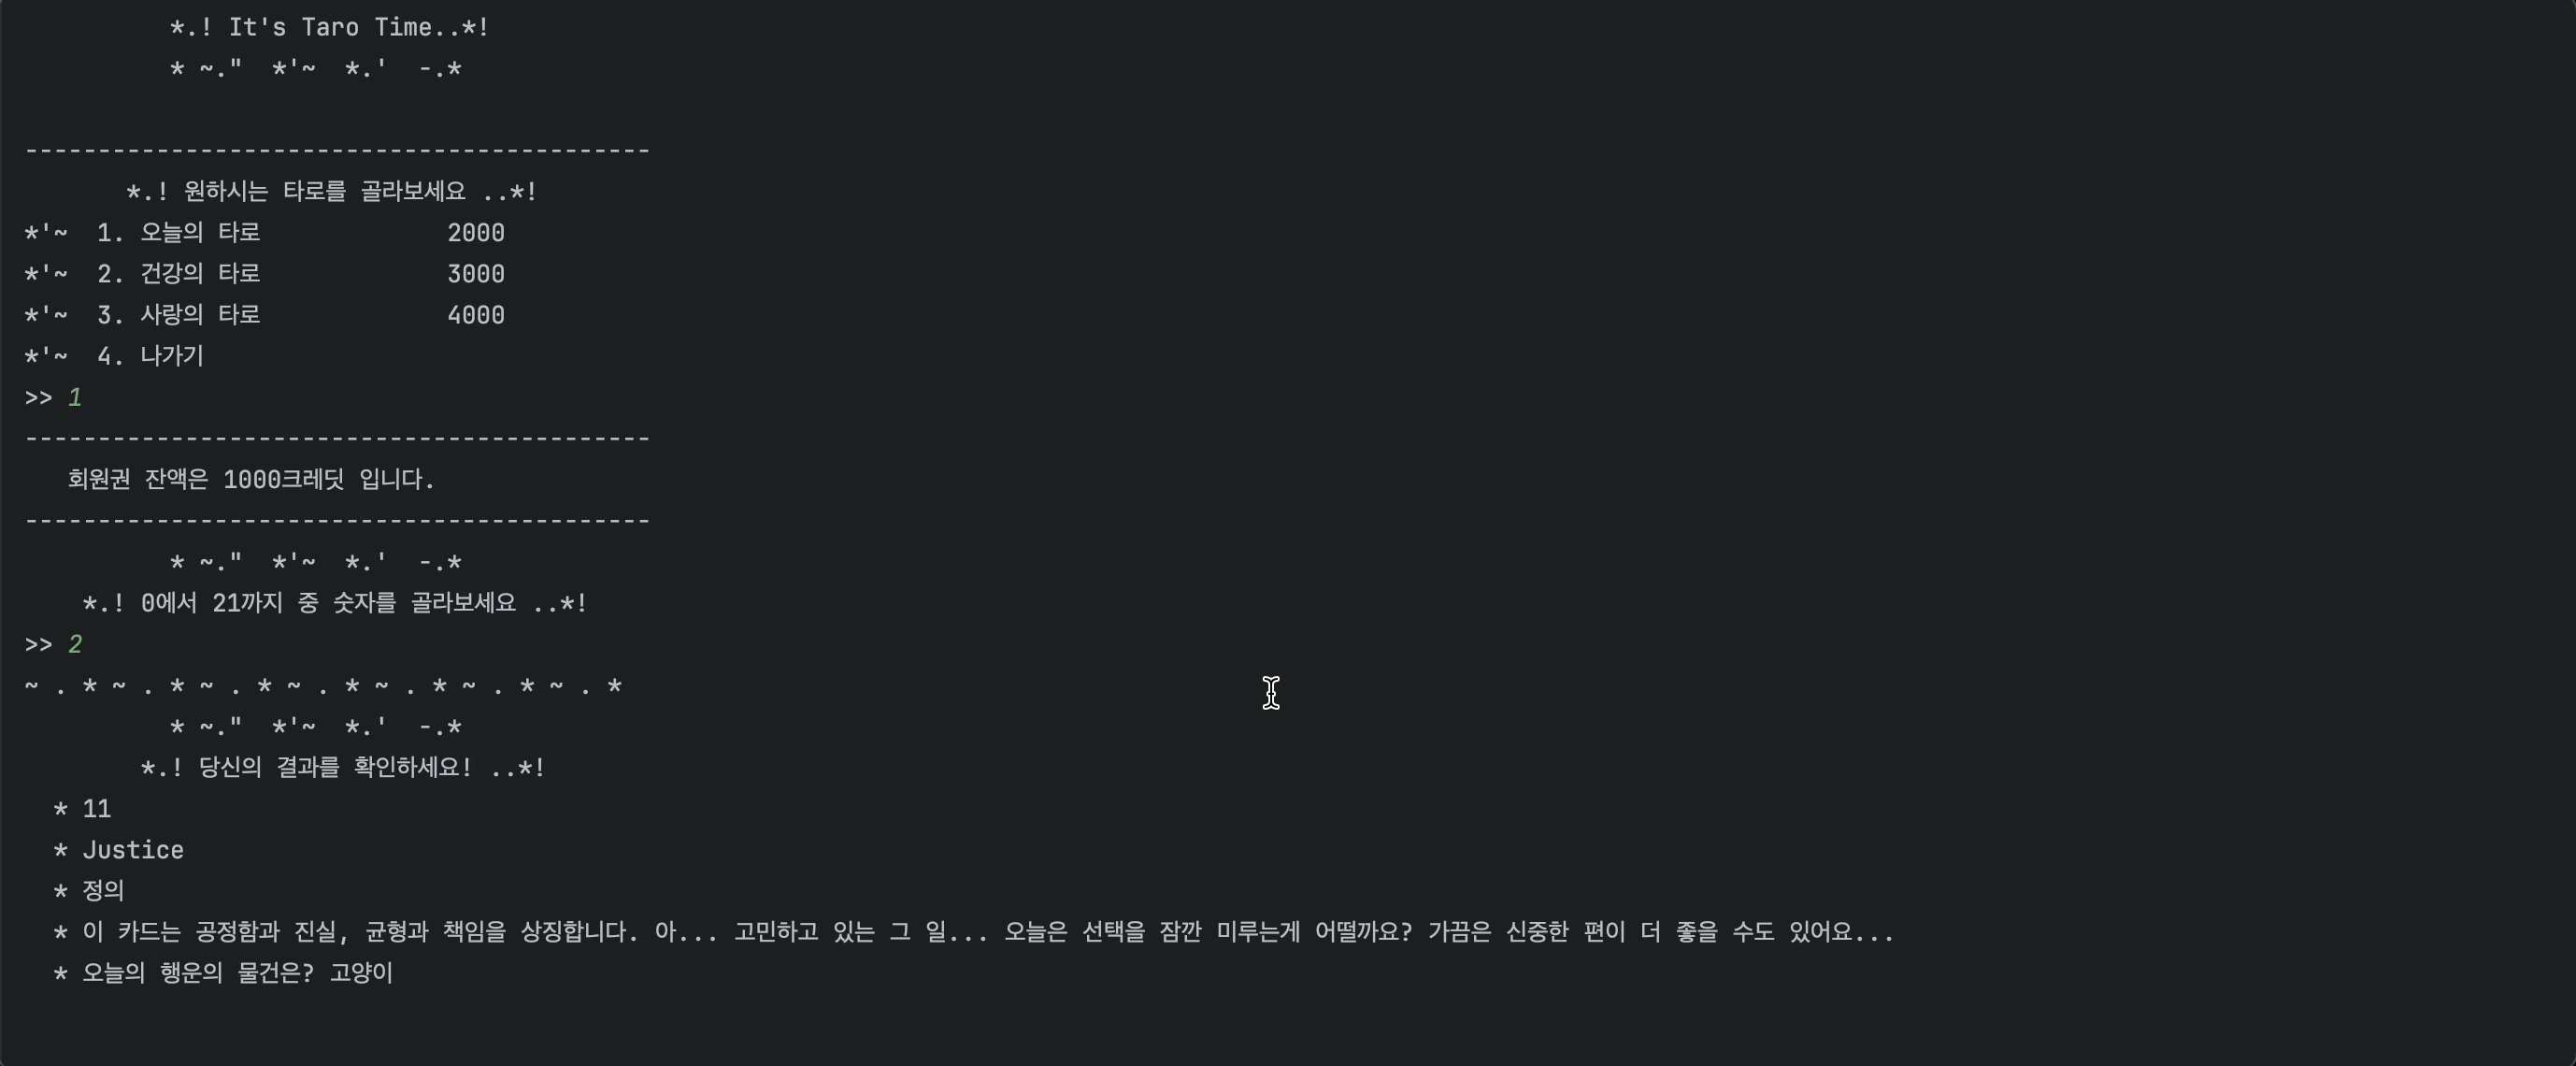 *.! It's Taro Time..*!
* ~."  *'~  *.'  -.*
-------------------------------------------
*.! 원하시는 타로를 골라보세요 ..*!
*'~  1. 오늘의 타로             2000
*'~  2. 건강의 타로             3000
*'~  3. 사랑의 타로             4000
*'~  4. 나가기
>> 1
-------------------------------------------
회원권 잔액은 1000크레딧 입니다.
-------------------------------------------
* ~."  *'~  *.'  -.*
*.! 0에서 21까지 중 숫자를 골라보세요 ..*!
>> 2
~ . * ~ . * ~ . * ~ . * ~ . * ~ . * ~ . *
* ~."  *'~  *.'  -.*
*.! 당신의 결과를 확인하세요! ..*!
* 11
* Justice
* 정의
* 이 카드는 공정함과 진실, 균형과 책임을 상징합니다. 아... 고민하고 있는 그 일... 오늘은 선택을 잠깐 미루는게 어떨까요? 가끔은 신중한 편이 더 좋을 수도 있어요...
* 오늘의 행운의 물건은? 고양이